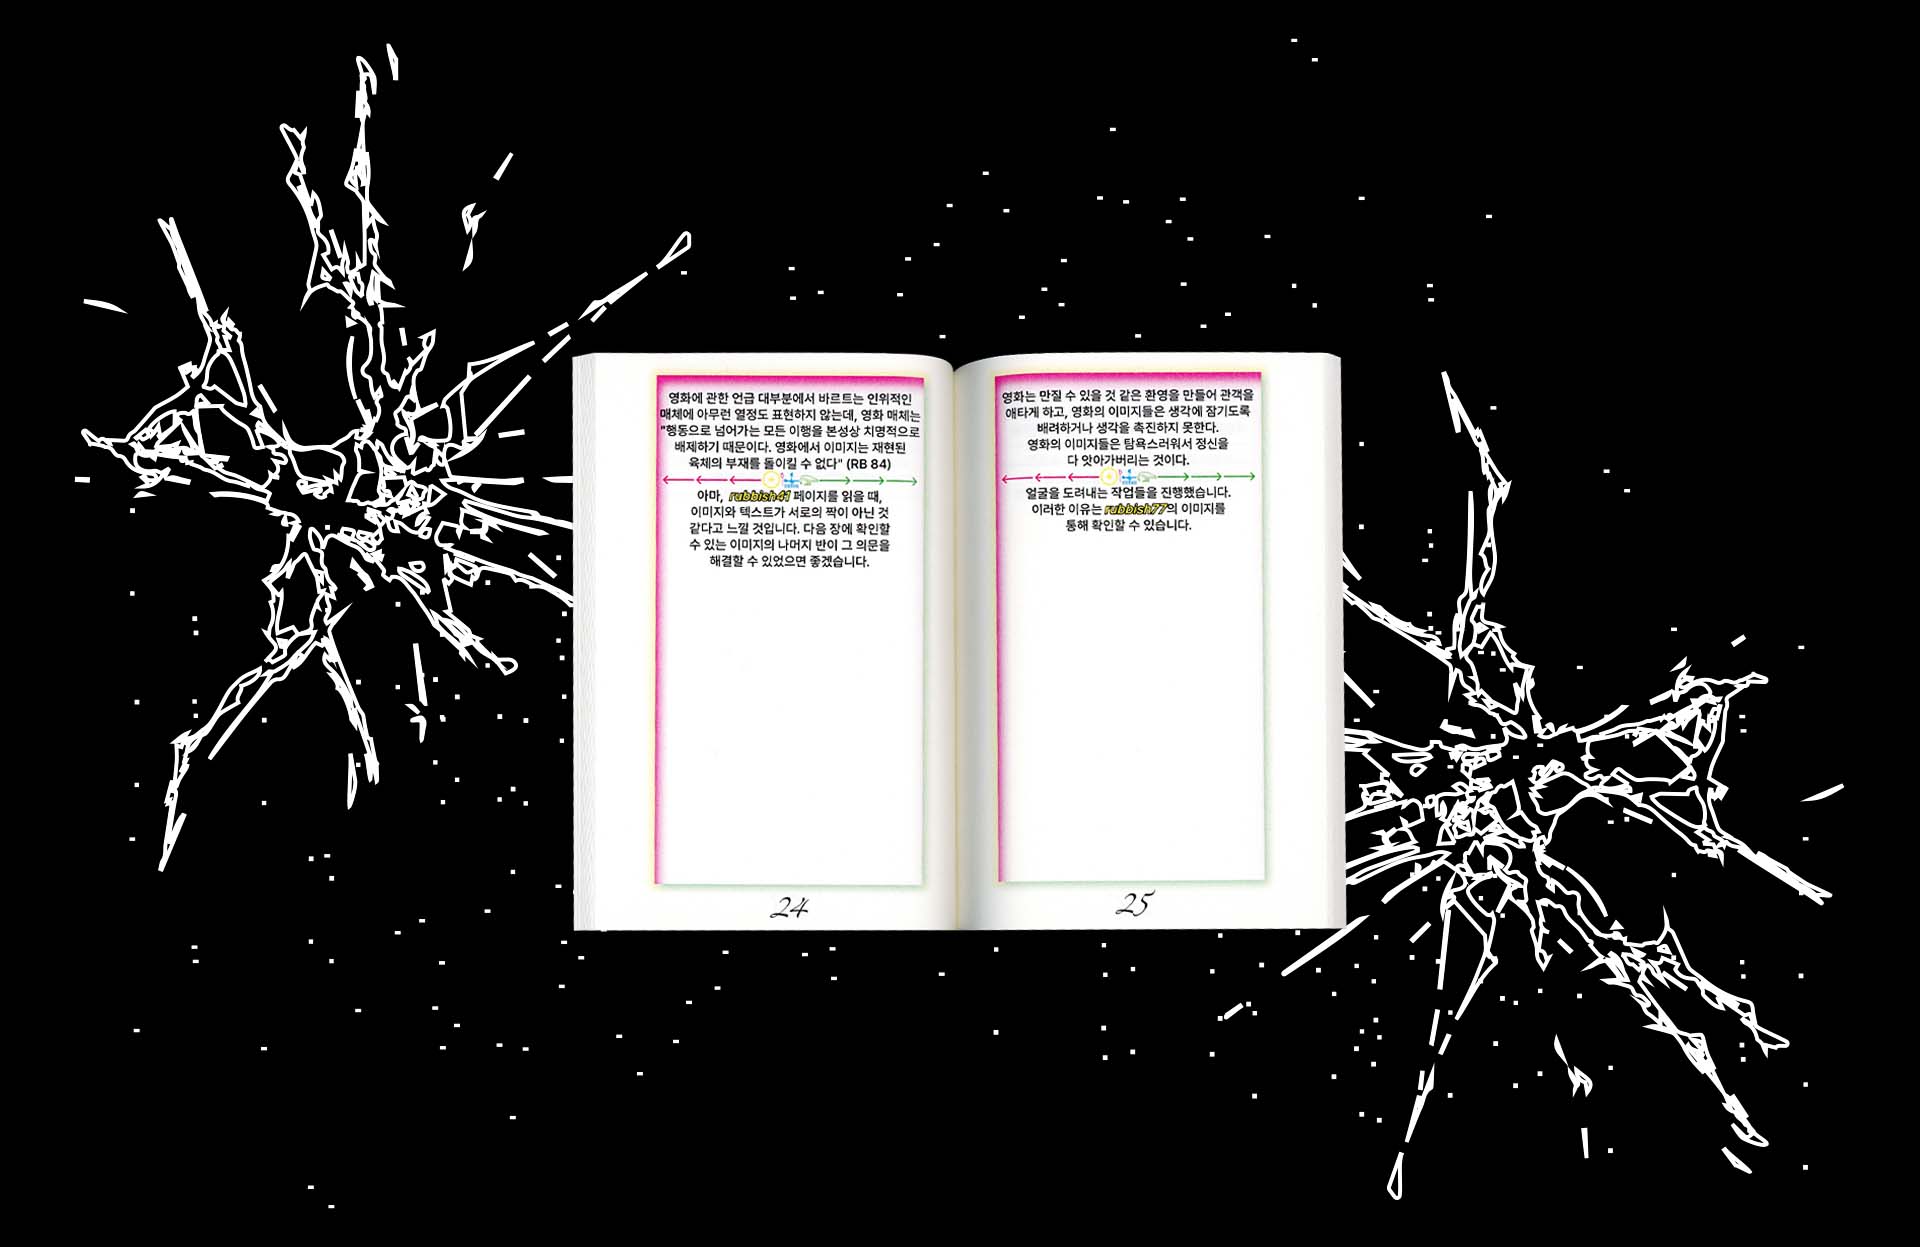 영화에 관한 언급 대부분에서 바르트는 인위적인
매체에 아무런 열정도 표현하지 않는데, 영화 매체는
"행동으로 넘어가는 모든 이행을 본성상 치명적으로
배제하기 때문이다. 영화에서 이미지는 재현된
육체의 부재를 돌이킬 수 없다" (RB 84)
아마, rubbish41 페이지를 읽을 때,
이미지와 텍스트가 서로의 짝이 아닌 것
같다고 느낄 것입니다. 다음 장에 확인할
수 있는 이미지의 나머지 반이 그 의문을
해결할 수 있었으면 좋겠습니다.
24
영화는 만질 수 있을 것 같은 환영을 만들어 관객을
애타게 하고, 영화의 이미지들은 생각에 잠기도록
배려하거나 생각을 촉진하지 못한다.
영화의 이미지들은 탐욕스러워서 정신을
다 앗아가버리는 것이다.
얼굴을 도려내는 작업들을 진행했습니다.
이러한 이유는 rubbish77의 이미지를
통해 확인할 수 있습니다.
25